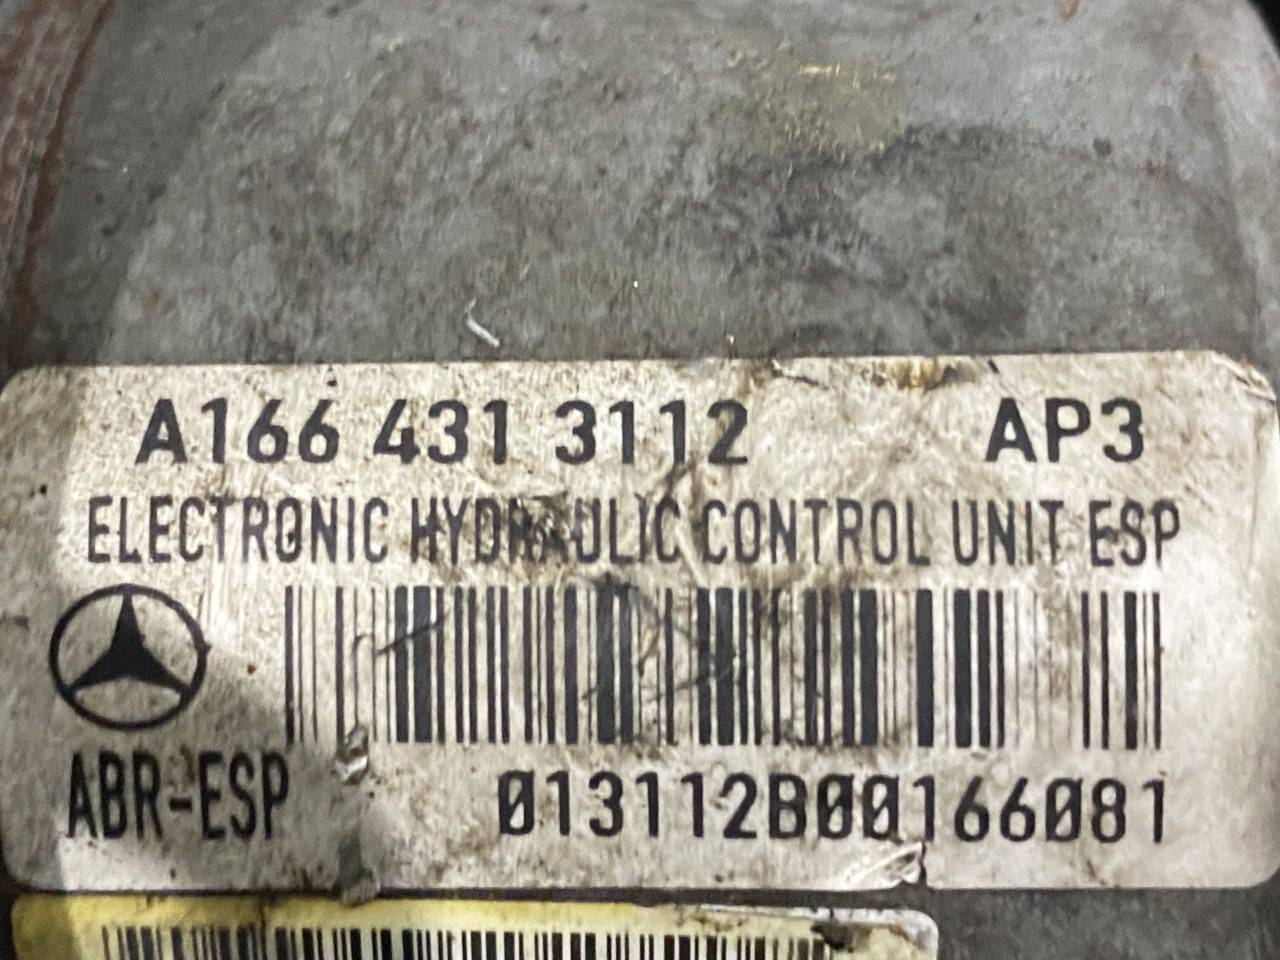 A166 431 3112 AP3
ELECTRONIC HYDRAULIC CONTROL UNIT ESP
ABR-ESP 013112B00166081